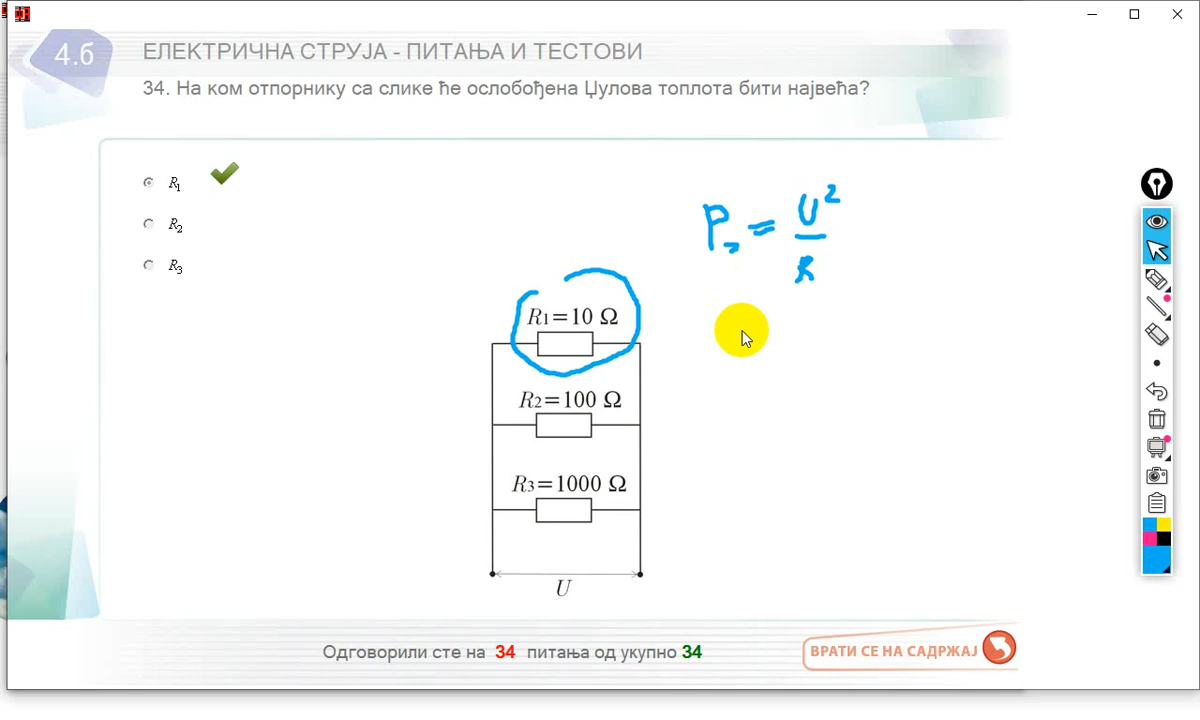 4.б
ЕЛЕКТРИЧНА СТРУЈА - ПИТАЊА И ТЕСТОВИ
34. На ком отпорнику са слике ће ослобођена Џулова топлота бити највећа?
R1
R2
R3
P = U²
R
R1=10 Ω
R2=100 Ω
R3=1000 Ω
U
Одговорили сте на 34 питања од укупно 34
ВРАТИ СЕ НА САДРЖАЈ